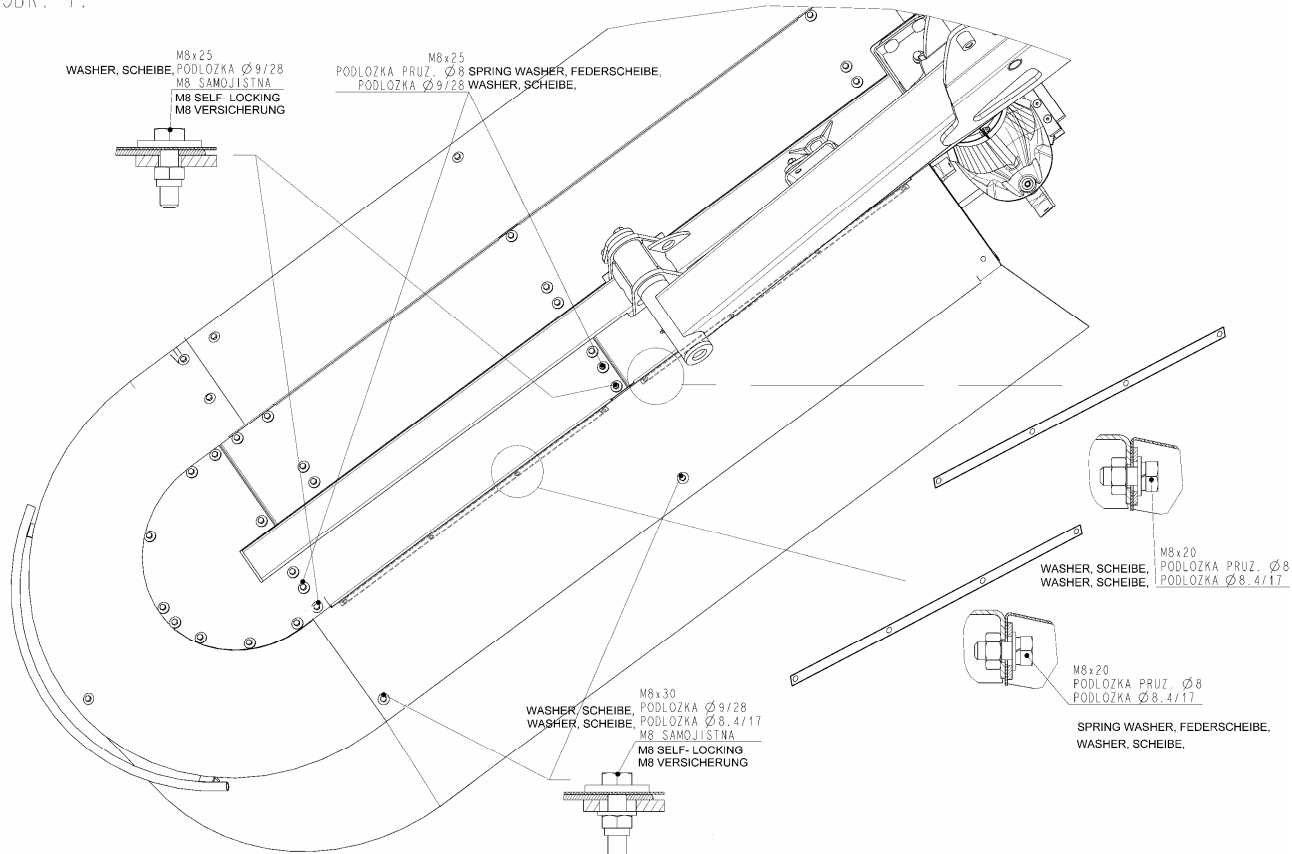 OBR. 1.
M8x25
WASHER, SCHEIBE, PODLOZKA Ø9/28
M8 SAMOJISTNA
M8 SELF- LOCKING
M8 VERSICHERUNG
M8x25
PODLOZKA PRUZ. Ø8 SPRING WASHER, FEDERSCHEIBE,
PODLOZKA Ø9/28 WASHER, SCHEIBE,
M8x20
WASHER, SCHEIBE, PODLOZKA PRUZ. Ø8
WASHER, SCHEIBE, PODLOZKA Ø8.4/17
M8x20
PODLOZKA PRUZ. Ø8
PODLOZKA Ø8.4/17
SPRING WASHER, FEDERSCHEIBE,
WASHER, SCHEIBE,
M8x30
WASHER, SCHEIBE, PODLOZKA Ø9/28
WASHER, SCHEIBE, PODLOZKA Ø8.4/17
M8 SAMOJISTNA
M8 SELF- LOCKING
M8 VERSICHERUNG